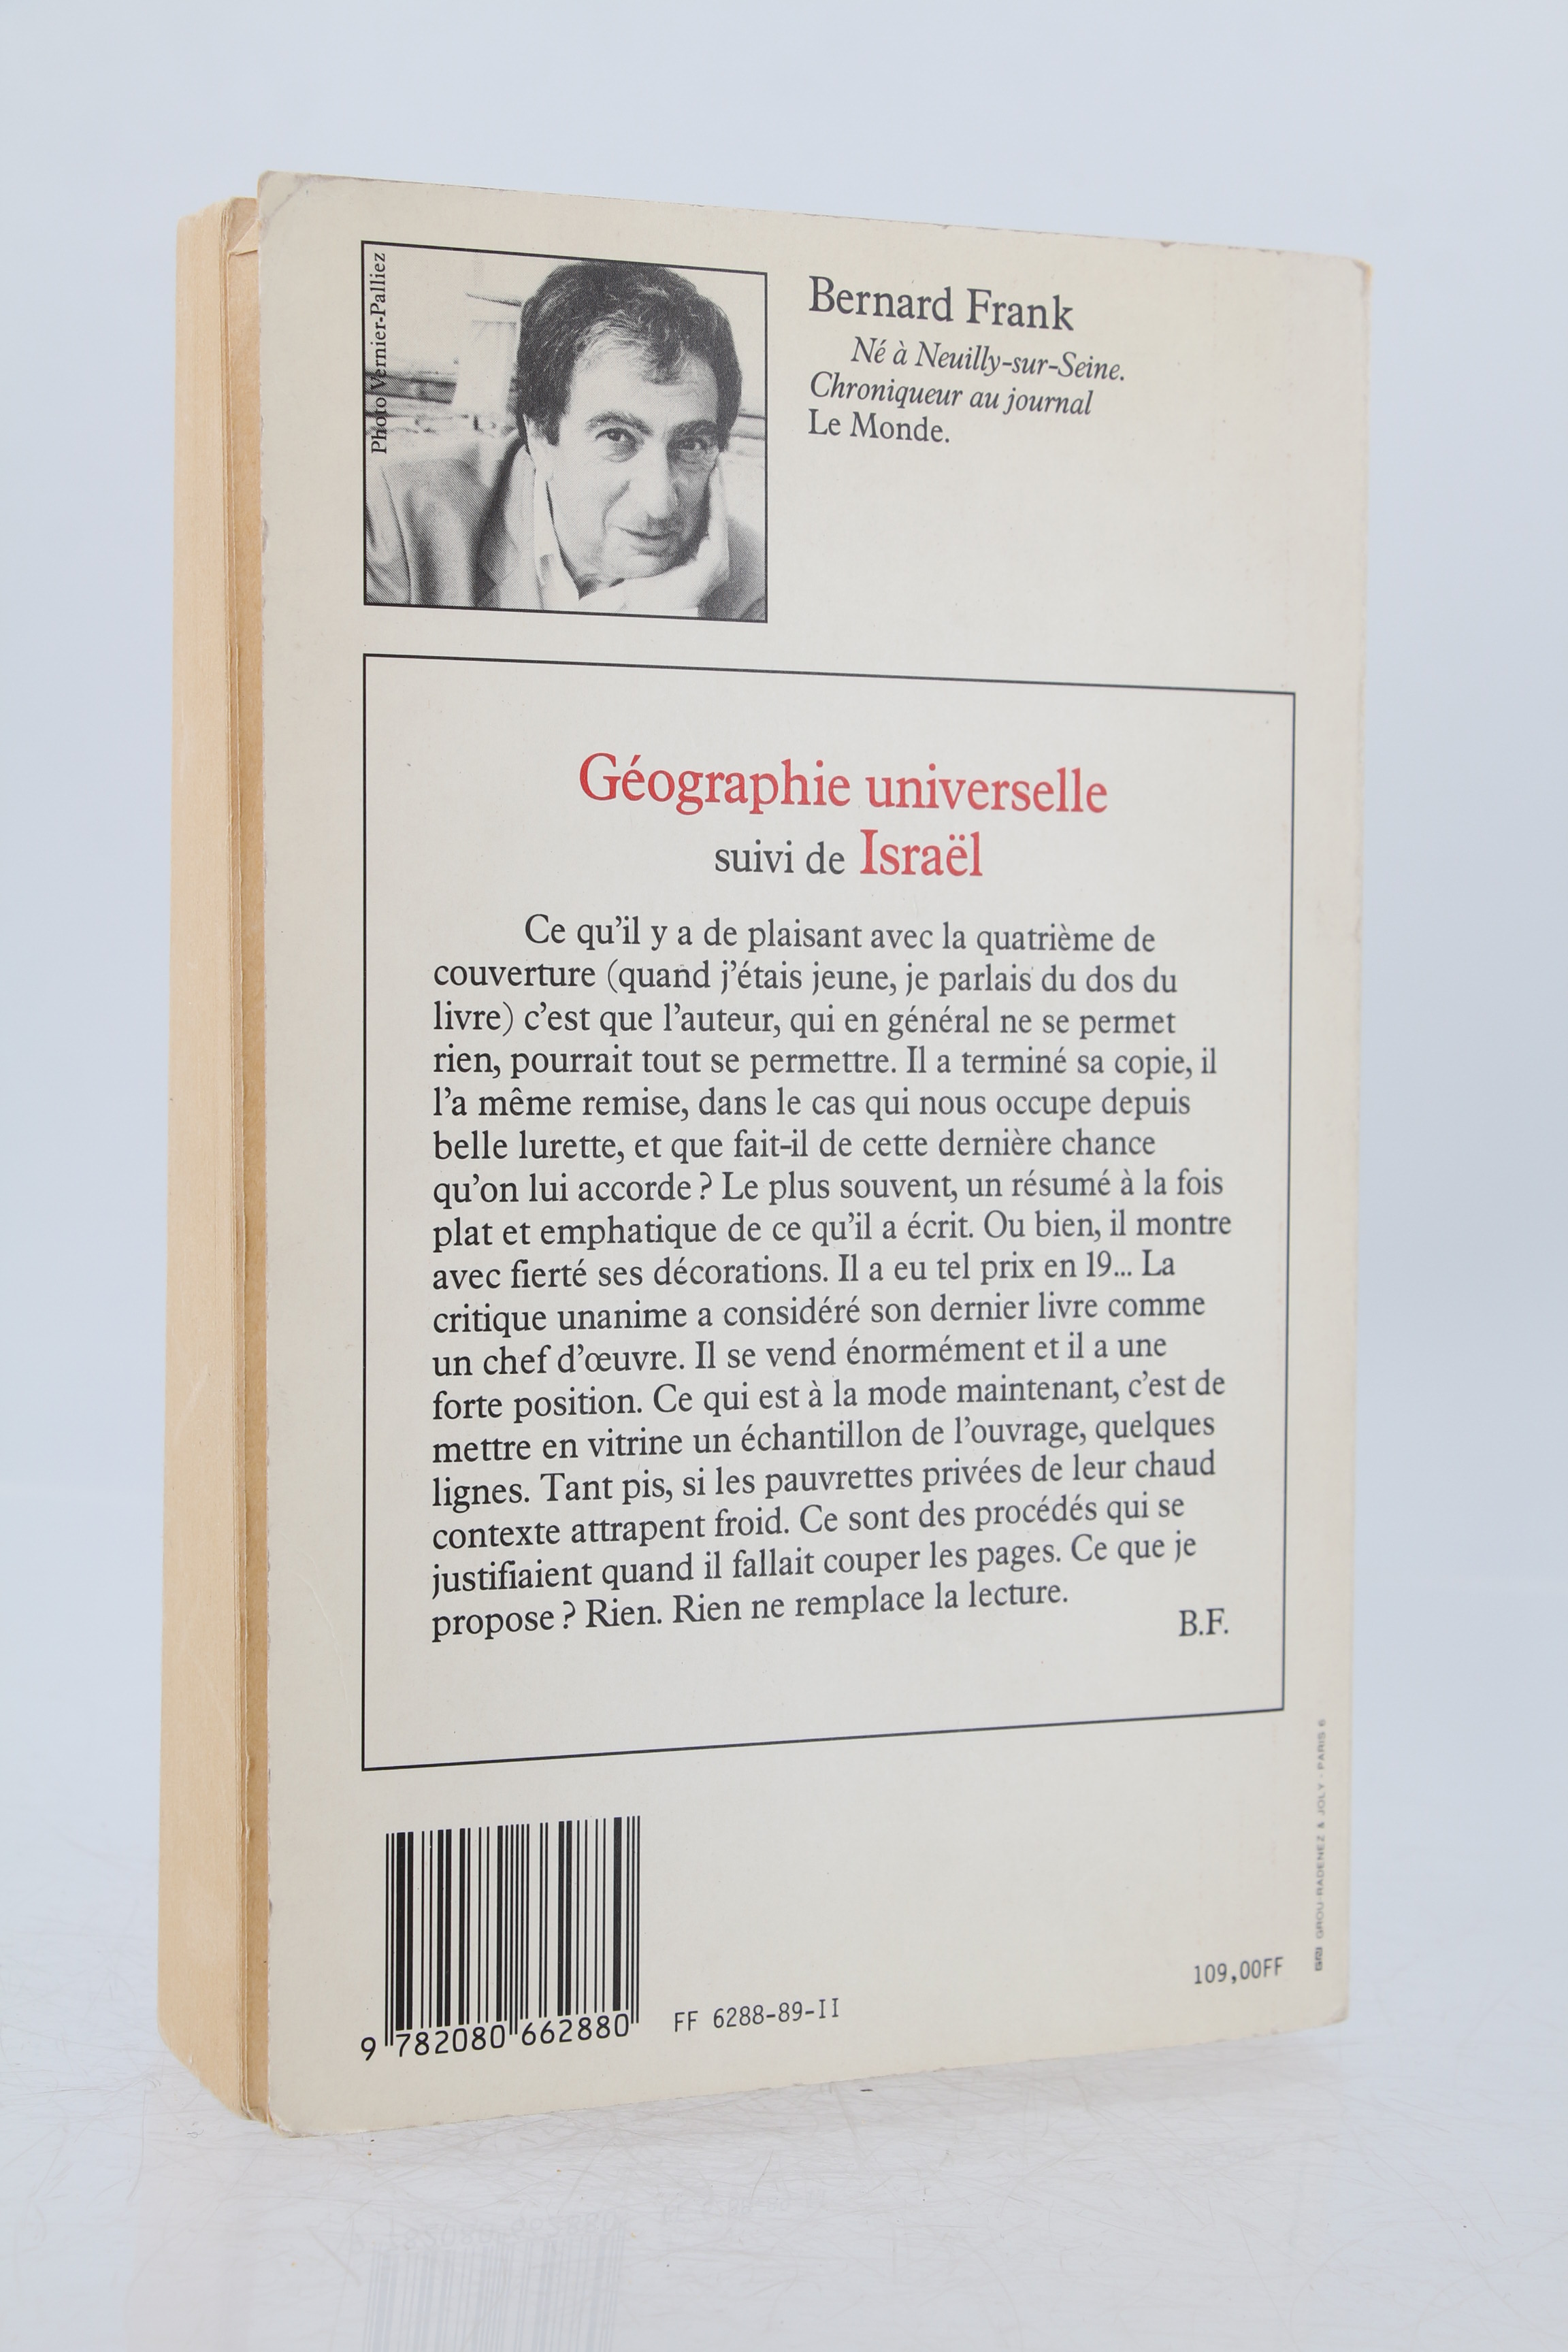 Photo Vernier-Palliez
Bernard Frank
Né à Neuilly-sur-Seine.
Chroniqueur au journal
Le Monde.
Géographie universelle
suivi de Israël
Ce qu'il y a de plaisant avec la quatrième de
couverture (quand j'étais jeune, je parlais du dos du
livre) c'est que l'auteur, qui en général ne se permet
rien, pourrait tout se permettre. Il a terminé sa copie, il
l'a même remise, dans le cas qui nous occupe depuis
belle lurette, et que fait-il de cette dernière chance
qu'on lui accorde ? Le plus souvent, un résumé à la fois
plat et emphatique de ce qu'il a écrit. Ou bien, il montre
avec fierté ses décorations. Il a eu tel prix en 19... La
critique unanime a considéré son dernier livre comme
un chef d'œuvre. Il se vend énormément et il a une
forte position. Ce qui est à la mode maintenant, c'est de
mettre en vitrine un échantillon de l'ouvrage, quelques
lignes. Tant pis, si les pauvrettes privées de leur chaud
contexte attrapent froid. Ce sont des procédés qui se
justifiaient quand il fallait couper les pages. Ce que je
propose ? Rien. Rien ne remplace la lecture.
B.F.
GROU-RADENEZ & JOLY - PARIS 6
9 782080 662880
FF 6288-89-II
109,00FF